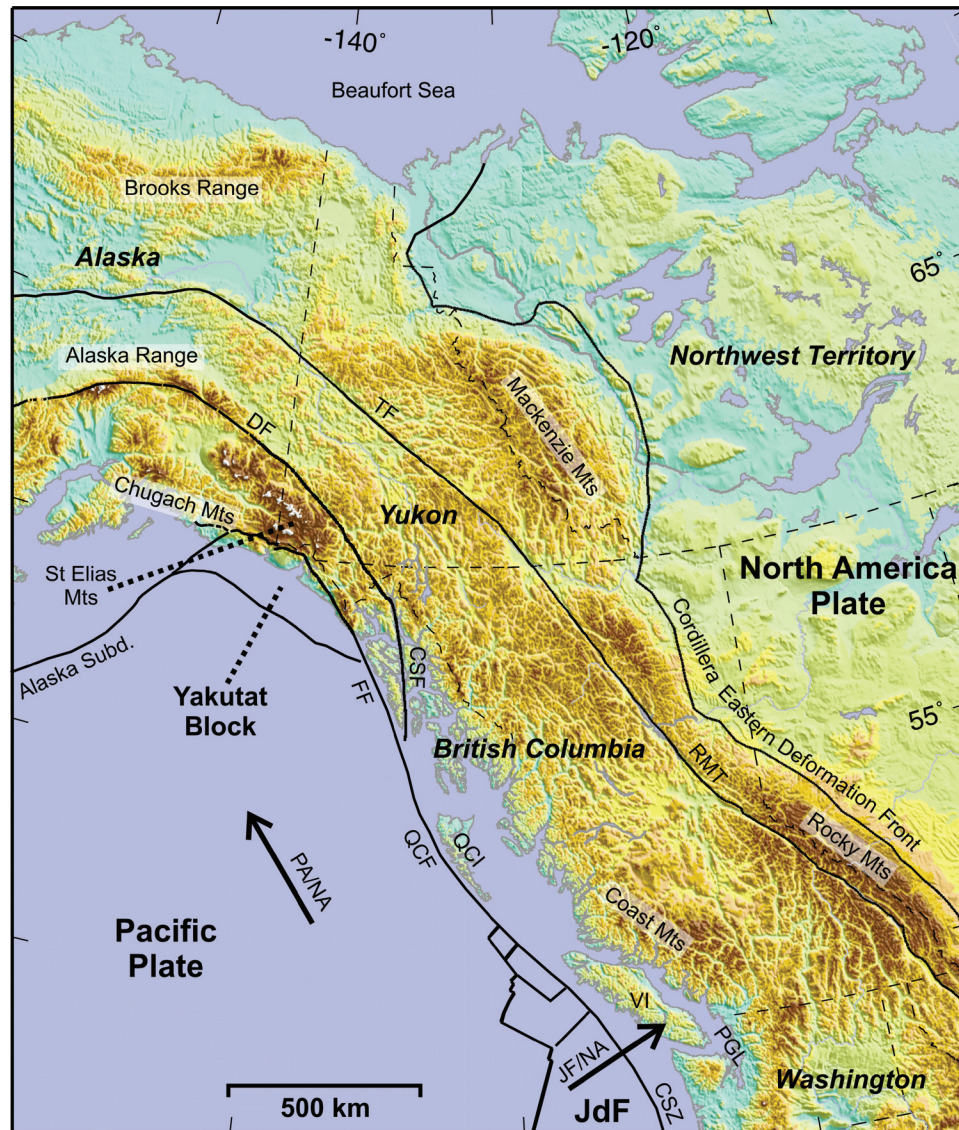 -140°
-120°
Beaufort Sea
Brooks Range
Alaska
65°
Alaska Range
Northwest Territory
TF
DF
Mackenzie Mts
Chugach Mts
Yukon
St Elias
Mts
North America
Plate
Alaska Subd.
CSF
Cordillera Eastern Deformation Front
Yakutat
Block
FF
55°
British Columbia
RMT
QCF
QCI
Rocky Mts
PA/NA
Coast Mts
Pacific
Plate
VI
PGL
JF/NA
CSZ
Washington
500 km
JdF